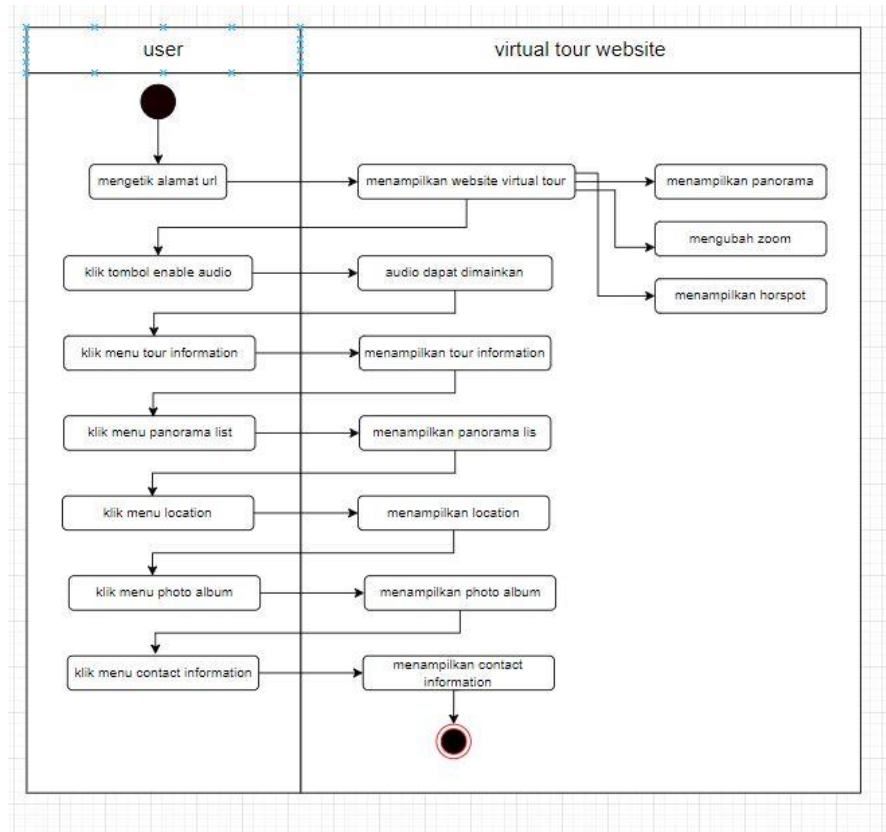 user
virtual tour website
mengetik alamat url
menampilkan website virtual tour
menampilkan panorama
mengubah zoom
klik tombol enable audio
audio dapat dimainkan
menampilkan horspot
klik menu tour information
menampilkan tour information
klik menu panorama list
menampilkan panorama lis
klik menu location
menampilkan location
klik menu photo album
menampilkan photo album
klik menu contact information
menampilkan contact
information